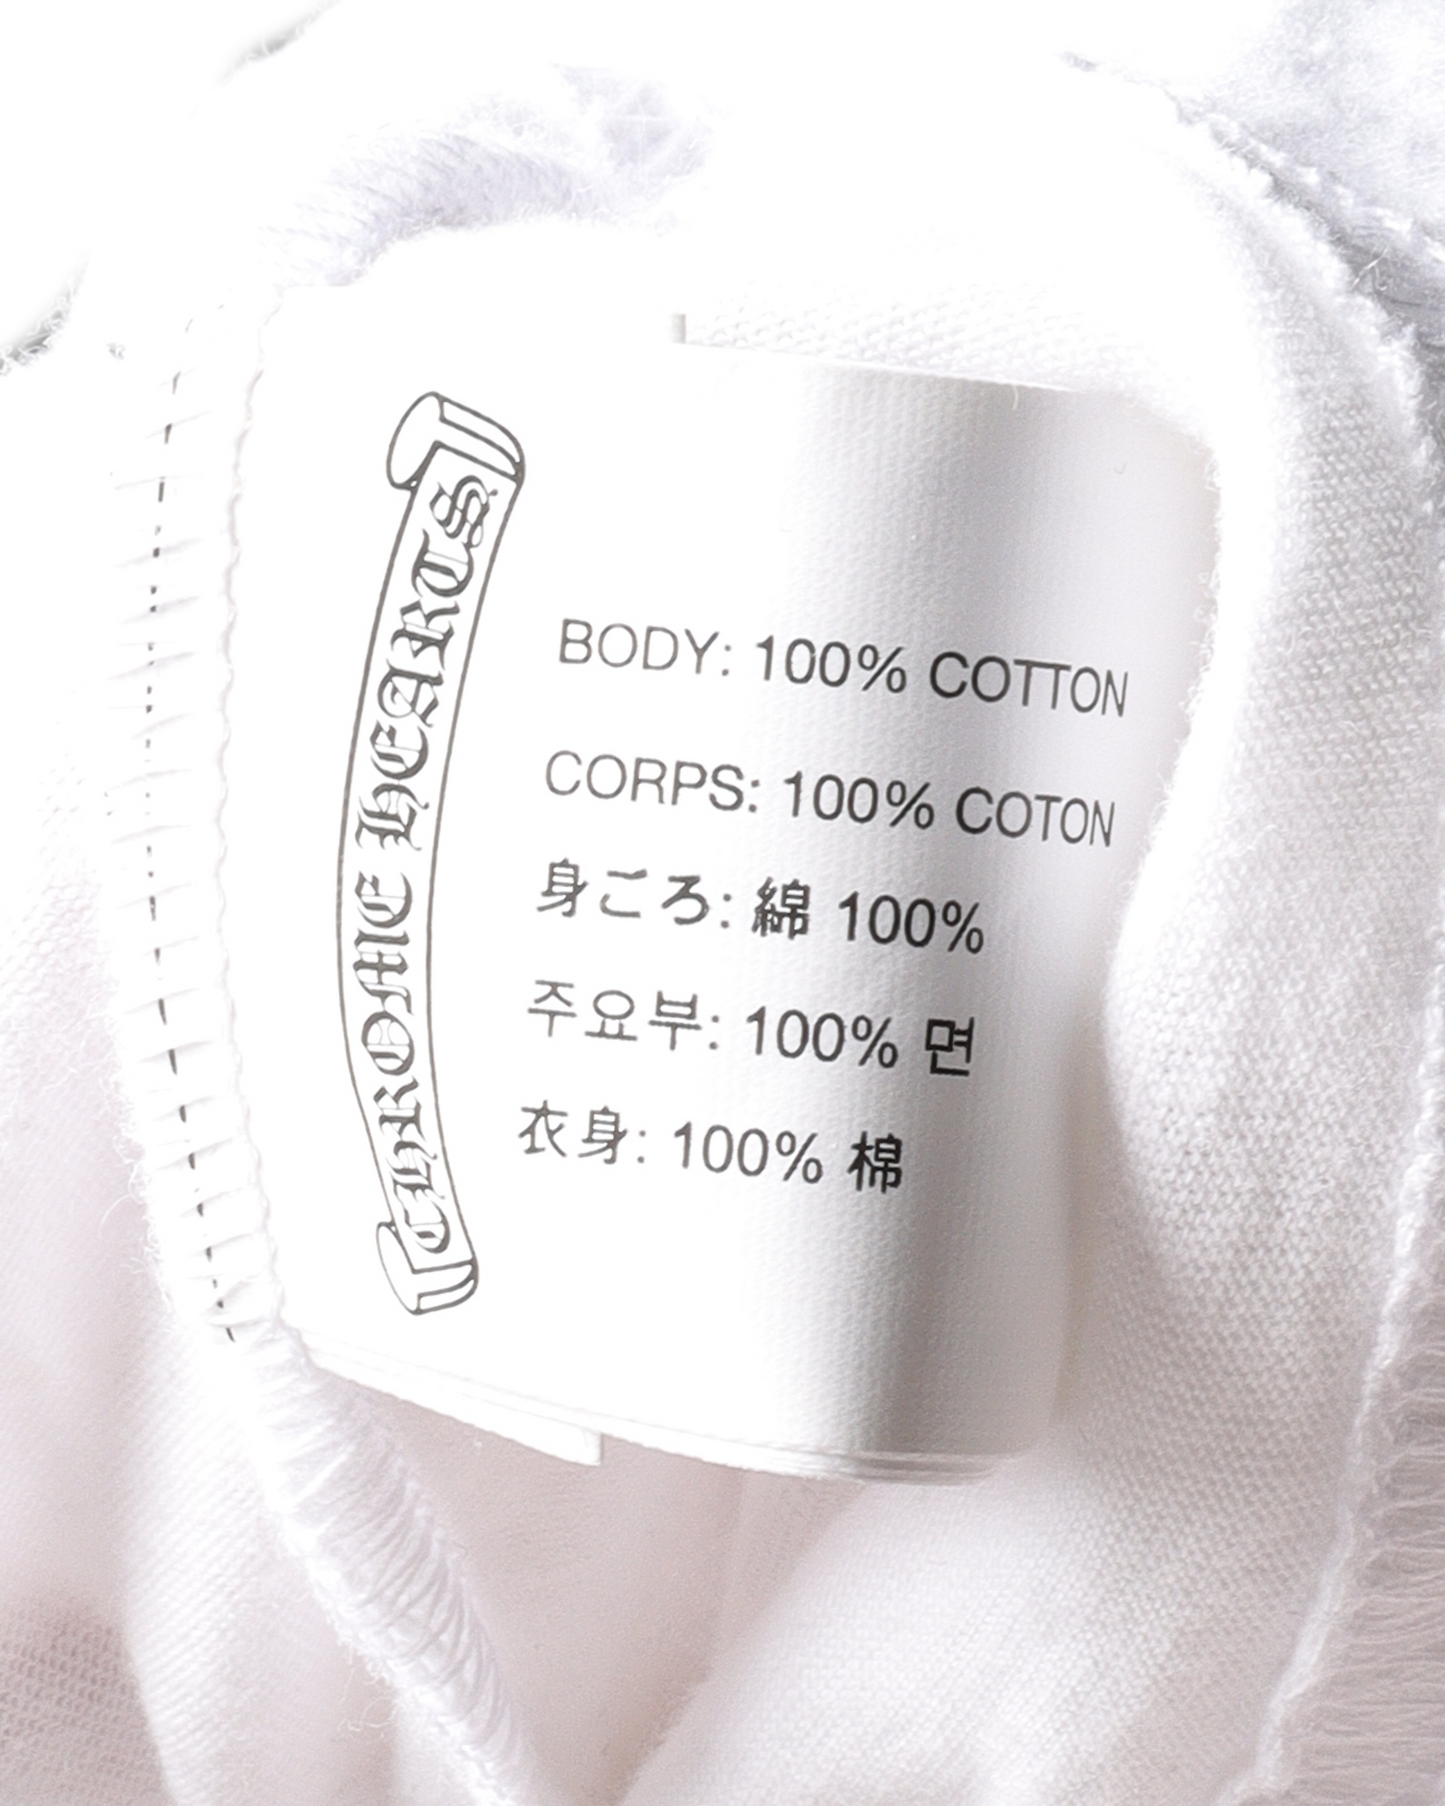 CHROME HEARTS
BODY: 100% COTTON
CORPS: 100% COTON
身ごろ: 綿 100%
주요부: 100% 면
衣身: 100% 棉